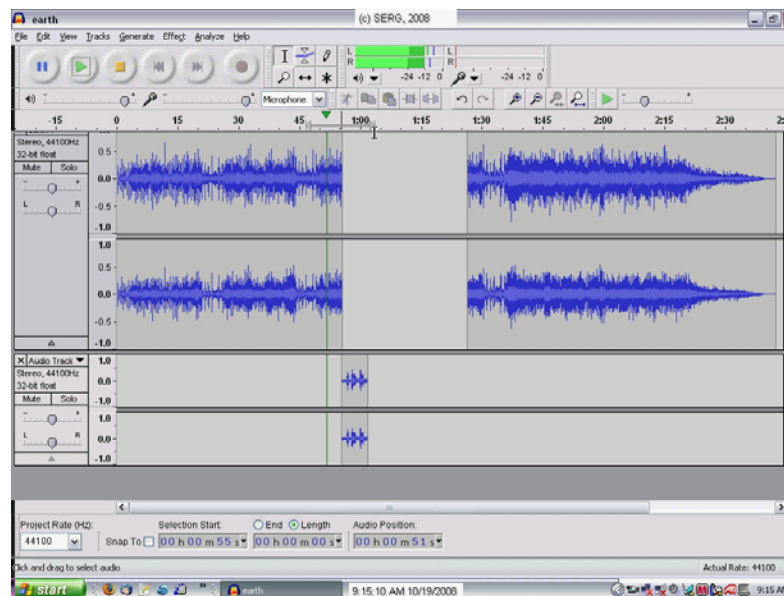 earth
(c) SERG, 2008
File Edit View Tracks Generate Effect Analyze Help
L
R
-24 -12 0
L
R
-24 -12 0
Microphone
-15 0 15 30 45 1:00 1:15 1:30 1:45 2:00 2:15 2:30
Stereo, 44100Hz
32-bit float
Mute Solo
- +
L R
0.5
0.0
-0.5
-1.0
1.0
0.5
0.0
-0.5
-1.0
X Audio Track
Stereo, 44100Hz
32-bit float
Mute Solo
- +
L R
1.0
0.0
-1.0
1.0
0.0
-1.0
Project Rate (Hz):
Selection Start:
End Length
Audio Position:
44100
Snap To
00 h 00 m 55 s
00 h 00 m 00 s
00 h 00 m 51 s
Click and drag to select audio
Actual Rate: 44100
start
earth
9:15:10 AM 10/19/2008
9:15 AM